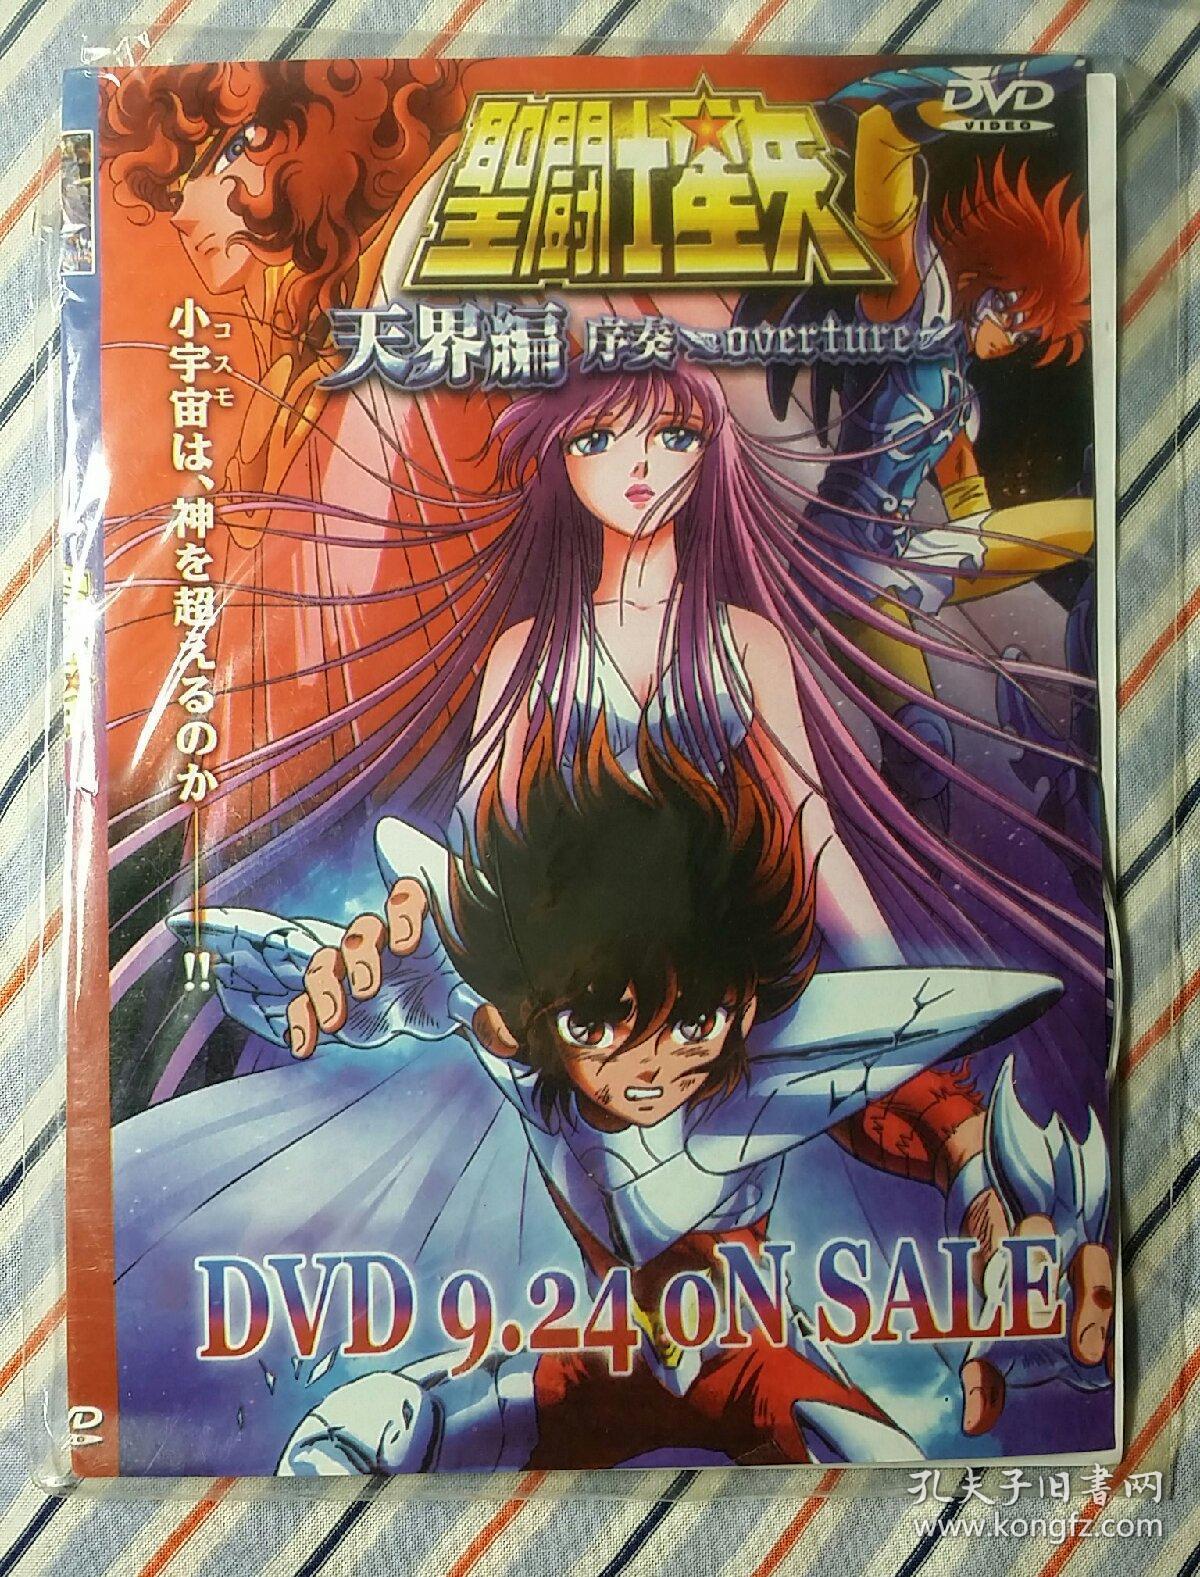 DVD
VIDEO
聖闘士星矢
天界編 序奏〜overture〜
小宇宙は、神を超えるのか——!!
コスモ
DVD 9.24 oN SALE
孔夫子旧書网
www.kongfz.com